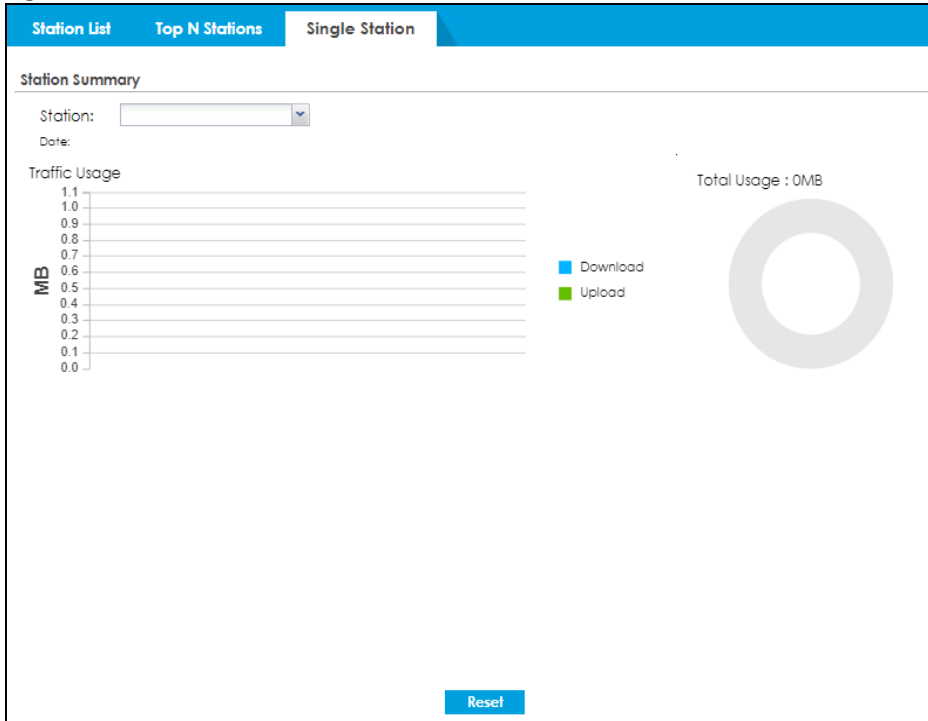 Station List
Top N Stations
Single Station
Station Summary
Station:
Date:
Traffic Usage
Total Usage : 0MB
MB
1.1
1.0
0.9
0.8
0.7
0.6
0.5
0.4
0.3
0.2
0.1
0.0
Download
Upload
Reset